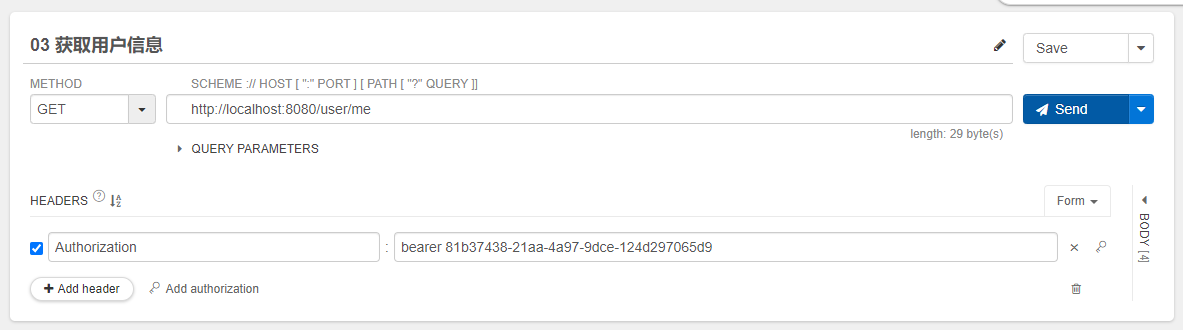 03 获取用户信息
Save
METHOD
SCHEME :// HOST [ ":" PORT ] [ PATH [ "?" QUERY ]]
GET
http://localhost:8080/user/me
Send
length: 29 byte(s)
QUERY PARAMETERS
HEADERS ? AZ
Form
Authorization : bearer 81b37438-21aa-4a97-9dce-124d297065d9
BODY [4]
+ Add header
Add authorization